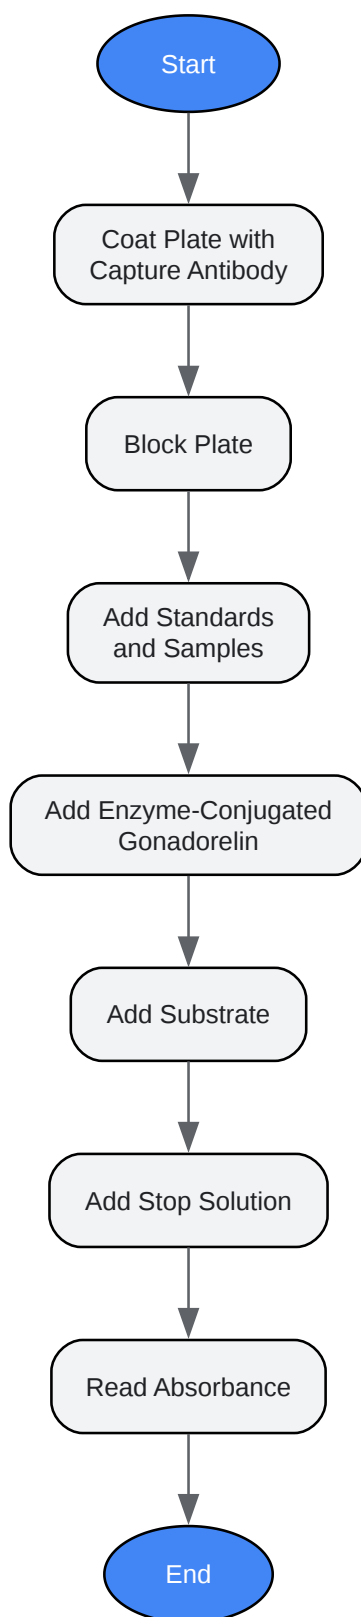 Start
Coat Plate with
Capture Antibody
Block Plate
Add Standards
and Samples
Add Enzyme-Conjugated
Gonadorelin
Add Substrate
Add Stop Solution
Read Absorbance
End